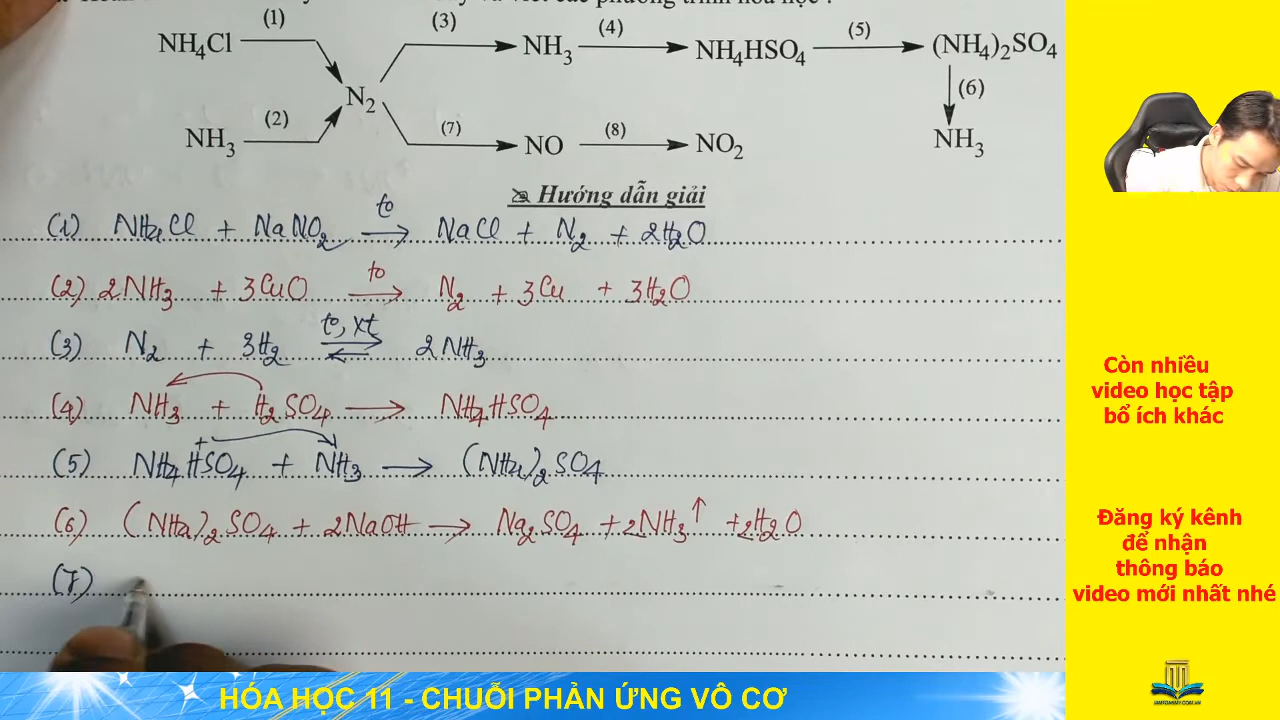 (1) (3) (4) (5)
NH₄Cl NH₃ NH₄HSO₄ (NH₄)₂SO₄
N₂ (6)
(2) (7) (8)
NH₃ NO NO₂ NH₃
Hướng dẫn giải
(1) NH₄Cl + NaNO₂ →(to) NaCl + N₂ + 2H₂O
(2) 2NH₃ + 3CuO →(to) N₂ + 3Cu + 3H₂O
(3) N₂ + 3H₂ ⇌(to, xt) 2NH₃
(4) NH₃ + H₂SO₄ → NH₄HSO₄
(5) NH₄H⁺SO₄ + NH₃ → (NH₄)₂SO₄
(6) (NH₄)₂SO₄ + 2NaOH → Na₂SO₄ + 2NH₃↑ + 2H₂O
(7)
Còn nhiều
video học tập
bổ ích khác
Đăng ký kênh
để nhận
thông báo
video mới nhất nhé
HÓA HỌC 11 - CHUỖI PHẢN ỨNG VÔ CƠ